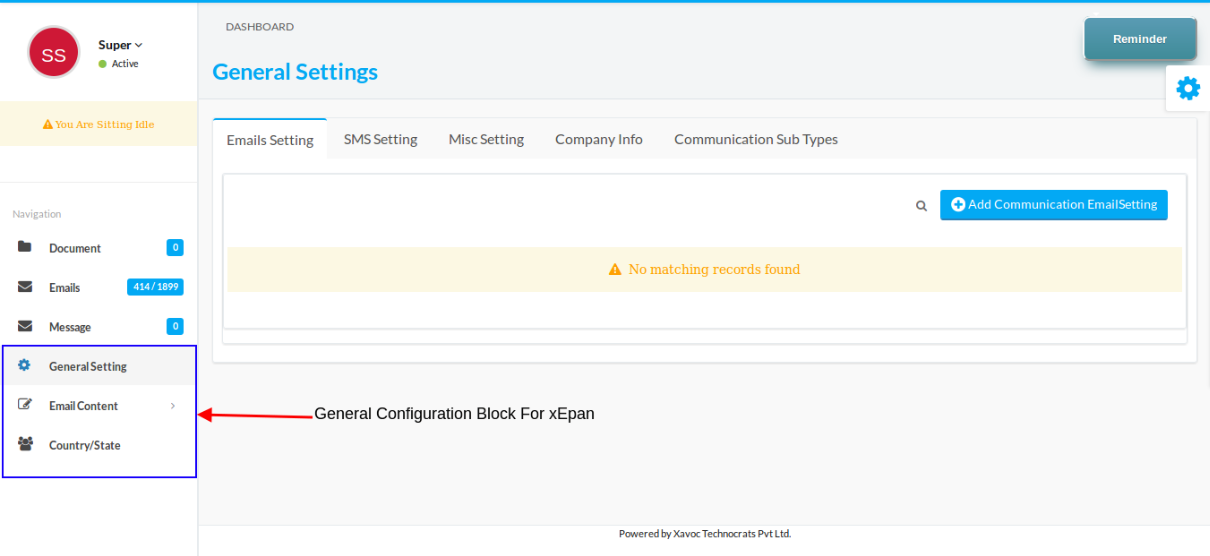 SS
Super
Active
You Are Sitting Idle
Navigation
Document 0
Emails 414 / 1899
Message 0
General Setting
Email Content
Country/State
DASHBOARD
General Settings
Reminder
Emails Setting SMS Setting Misc Setting Company Info Communication Sub Types
Add Communication EmailSetting
No matching records found
General Configuration Block For xEpan
Powered by Xavoc Technocrats Pvt Ltd.